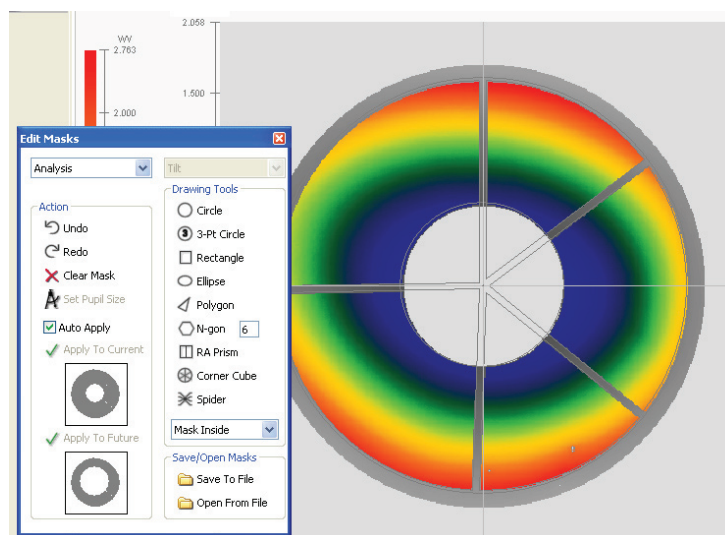 2.058
WV
2.763
1.500
2.000
Edit Masks
Analysis
Tilt
Action
Undo
Redo
Clear Mask
Set Pupil Size
Auto Apply
Apply To Current
Apply To Future
Drawing Tools
Circle
3 3-Pt Circle
Rectangle
Ellipse
Polygon
N-gon 6
RA Prism
Corner Cube
Spider
Mask Inside
Save/Open Masks
Save To File
Open From File